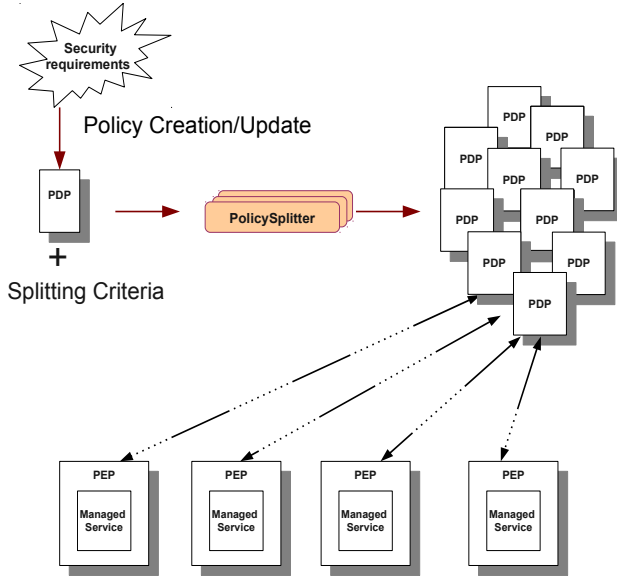 Security
requirements
Policy Creation/Update
PDP
+
Splitting Criteria
PolicySplitter
PDP
PDP
PDP
PDP
PDP
PDP
PDP
PDP
PDP
PDP
PEP
Managed
Service
PEP
Managed
Service
PEP
Managed
Service
PEP
Managed
Service